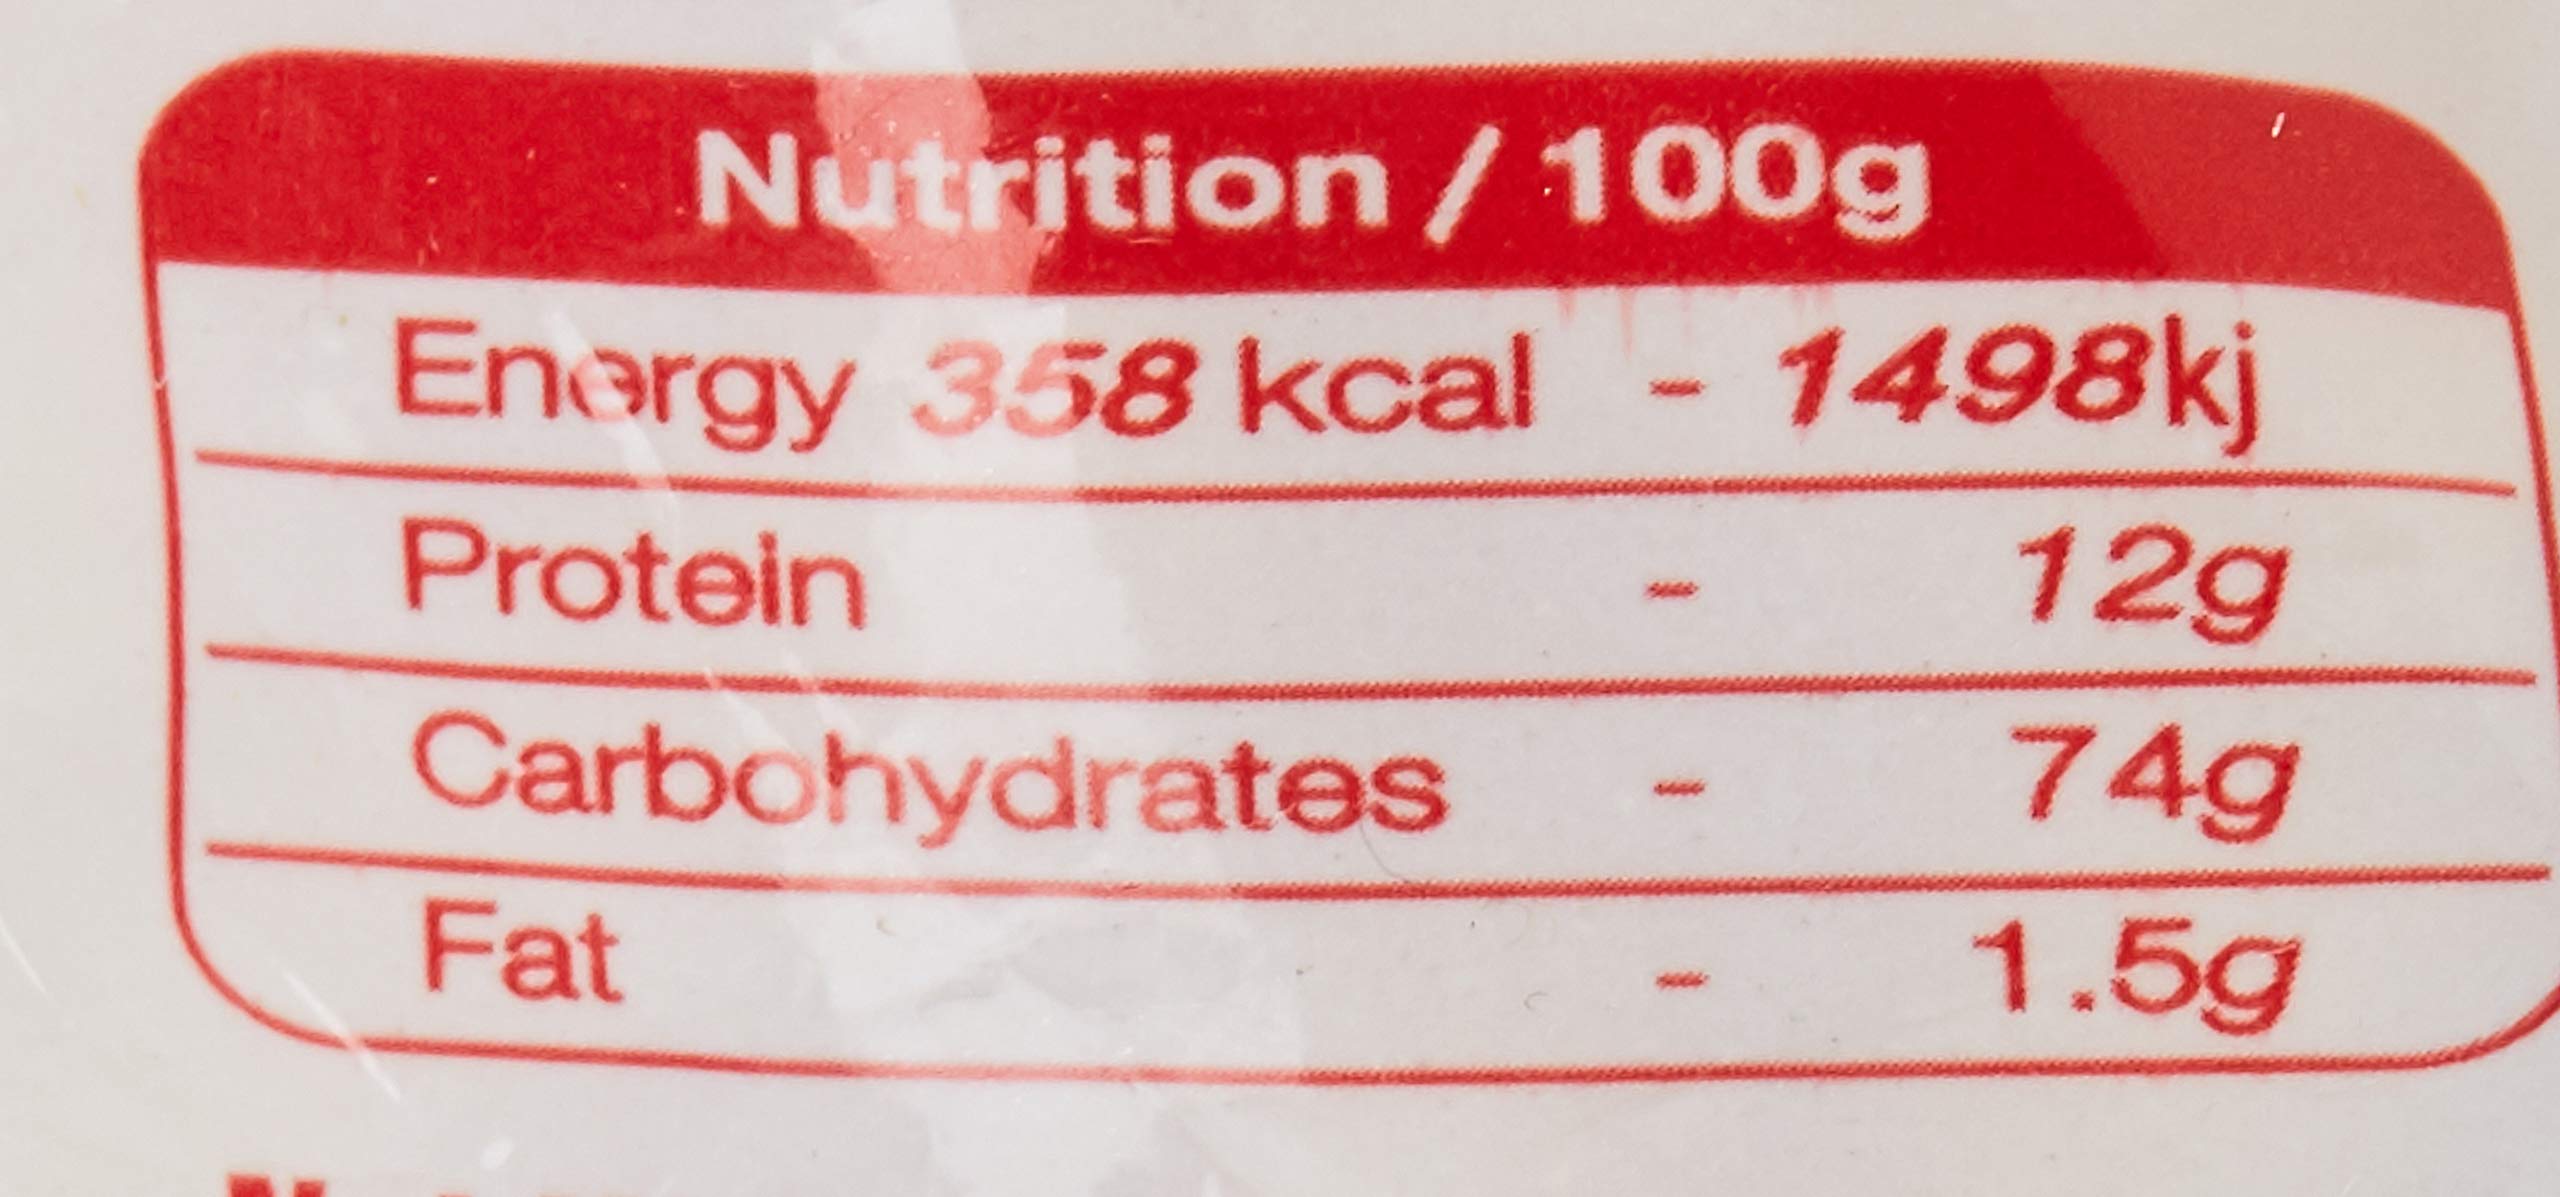 Nutrition / 100g
Energy 358 kcal - 1498kj
Protein - 12g
Carbohydrates - 74g
Fat - 1.5g